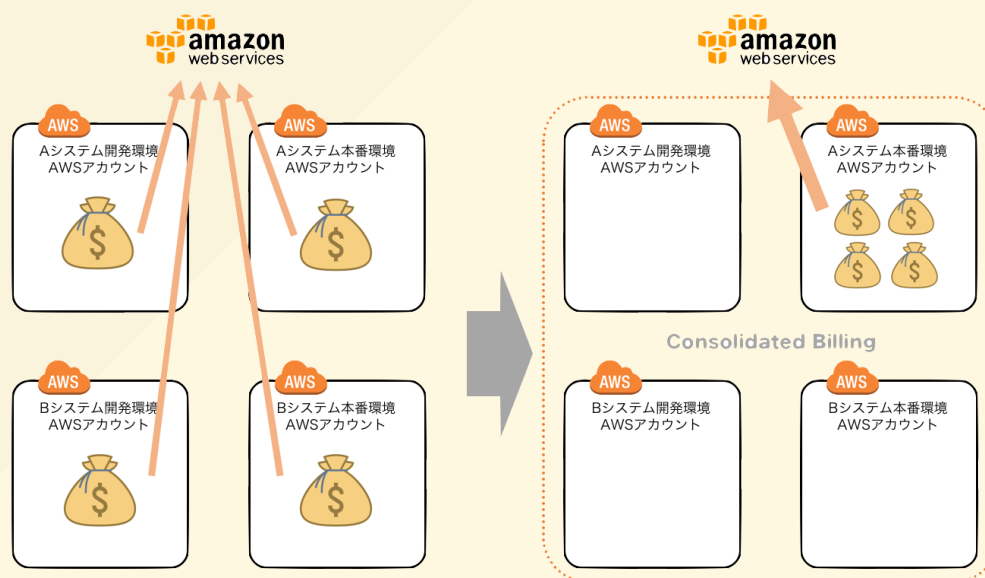 amazon
webservices
amazon
webservices
AWS
Aシステム開発環境
AWSアカウント
$
AWS
Aシステム本番環境
AWSアカウント
$
AWS
Aシステム開発環境
AWSアカウント
AWS
Aシステム本番環境
AWSアカウント
$
$
$
$
Consolidated Billing
AWS
Bシステム開発環境
AWSアカウント
$
AWS
Bシステム本番環境
AWSアカウント
$
AWS
Bシステム開発環境
AWSアカウント
AWS
Bシステム本番環境
AWSアカウント